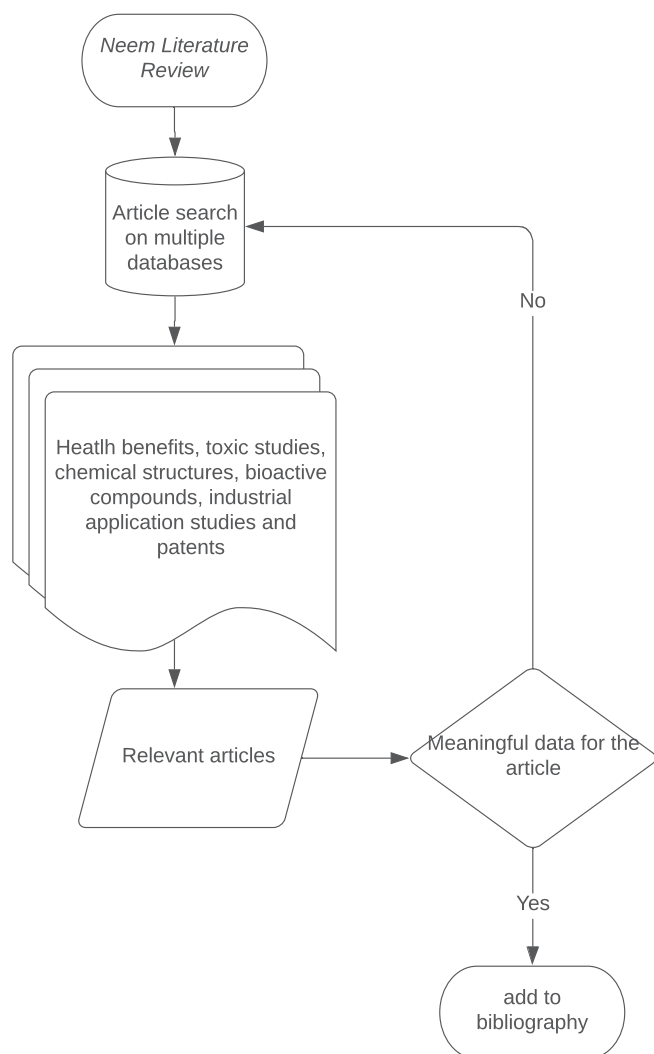 Neem Literature
Review
Article search
on multiple
databases
No
Heatlh benefits, toxic studies,
chemical structures, bioactive
compounds, industrial
application studies and
patents
Relevant articles
Meaningful data for the
article
Yes
add to
bibliography